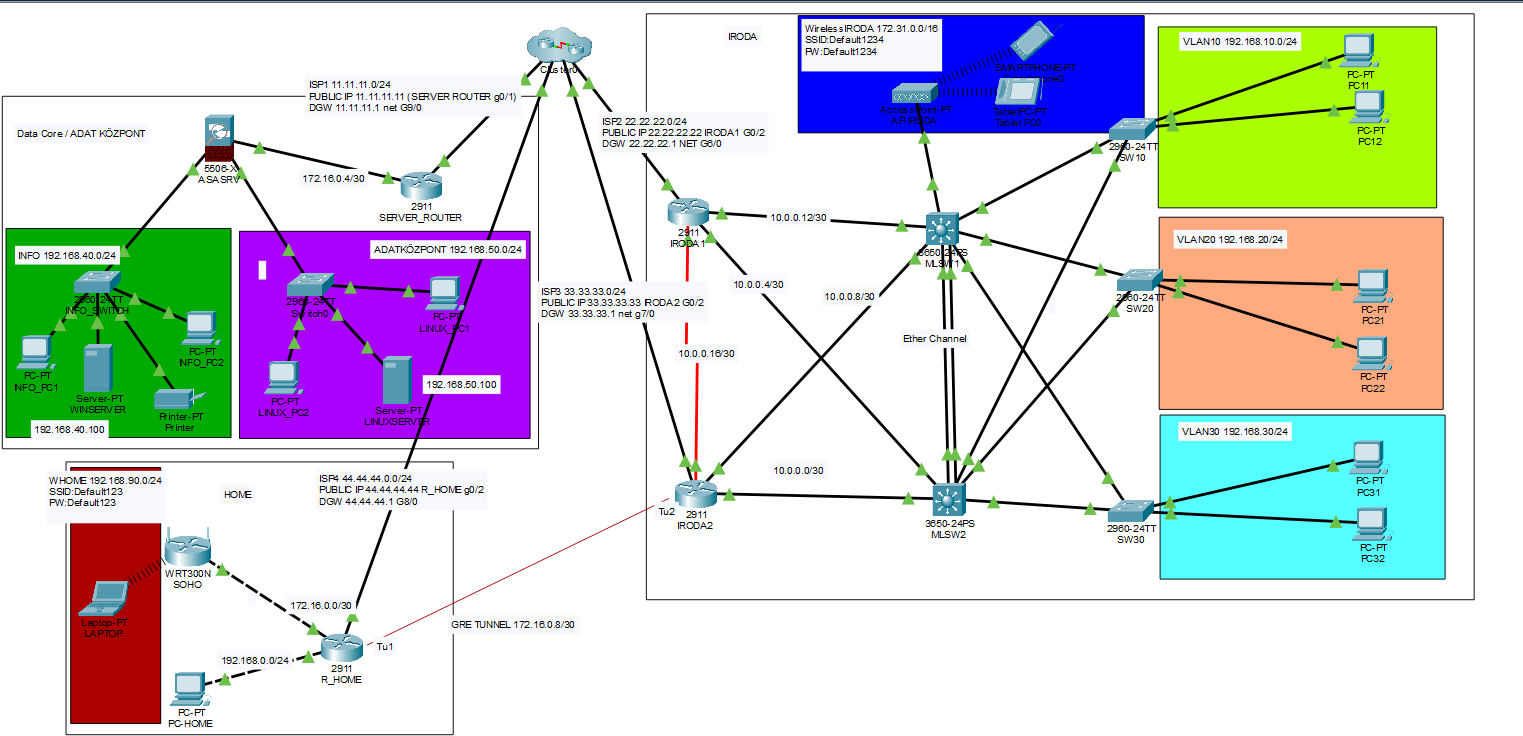 Cluster0
ISP1 11.11.11.0/24
PUBLIC IP 11.11.11.11 (SERVER ROUTER g0/1)
DGW 11.11.11.1 net G9/0
Data Core / ADAT KÖZPONT
5506-X
ASASRV
172.16.0.4/30
2911
SERVER_ROUTER
INFO 192.168.40.0/24
2960-24TT
INFO_SWITCH
PC-PT
INFO_PC1
PC-PT
INFO_PC2
Server-PT
WINSERVER
Printer-PT
Printer
192.168.40.100
ADATKÖZPONT 192.168.50.0/24
2960-24TT
Switch0
PC-PT
LINUX_PC1
PC-PT
LINUX_PC2
Server-PT
LINUXSERVER
192.168.50.100
ISP2 22.22.22.0/24
PUBLIC IP 22.22.22.22 IRODA1 G0/2
DGW 22.22.22.1 NET G6/0
ISP3 33.33.33.0/24
PUBLIC IP 33.33.33.33 IRODA2 G0/2
DGW 33.33.33.1 net g7/0
IRODA
Wireless IRODA 172.31.0.0/16
SSID:Default1234
PW:Default1234
SMARTPHONE-PT
Access Point-PT
AP IRODA
TabletPC-PT
Tablet PC0
2911
IRODA1
10.0.0.12/30
10.0.0.4/30
10.0.0.8/30
10.0.0.16/30
10.0.0.0/30
3650-24PS
MLSW1
Ether Channel
3650-24PS
MLSW2
2911
IRODA2
Tu2
VLAN10 192.168.10.0/24
2960-24TT
SW10
PC-PT
PC11
PC-PT
PC12
VLAN20 192.168.20/24
2960-24TT
SW20
PC-PT
PC21
PC-PT
PC22
VLAN30 192.168.30/24
2960-24TT
SW30
PC-PT
PC31
PC-PT
PC32
WHOME 192.168.90.0/24
SSID:Default123
PW:Default123
HOME
ISP4 44.44.44.0.0/24
PUBLIC IP 44.44.44.44 R_HOME g0/2
DGW 44.44.44.1 G8/0
WRT300N
SOHO
Laptop-PT
LAPTOP
172.16.0.0/30
192.168.0.0/24
2911
R_HOME
Tu1
GRE TUNNEL 172.16.0.8/30
PC-PT
PC-HOME